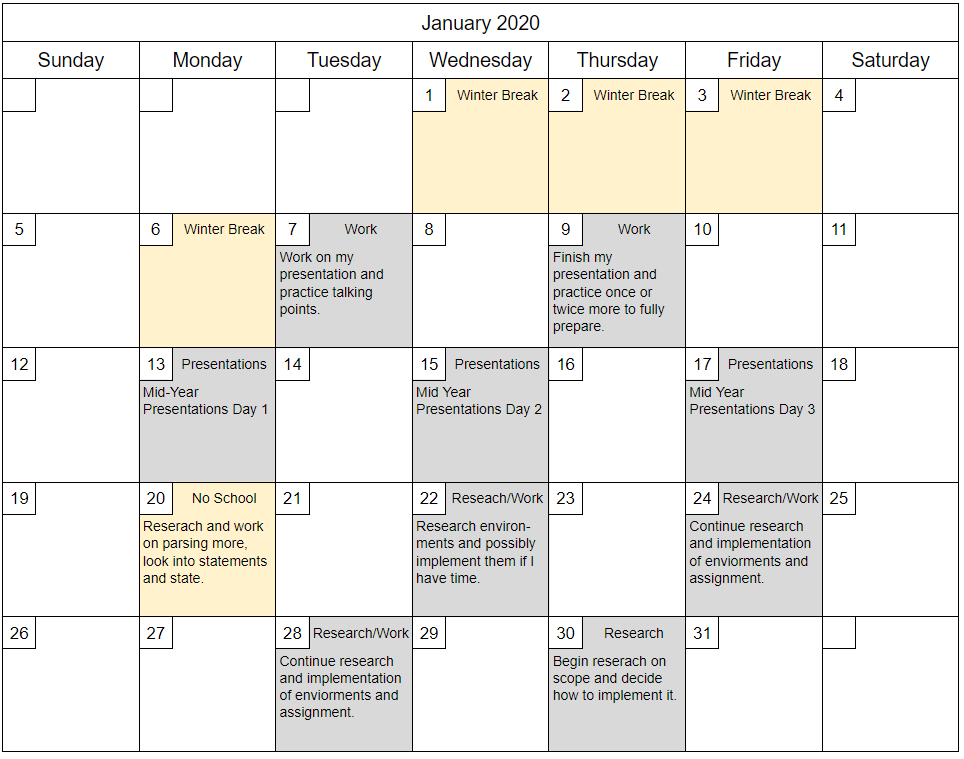 January 2020
Sunday Monday Tuesday Wednesday Thursday Friday Saturday
1 Winter Break
2 Winter Break
3 Winter Break
4
5
6 Winter Break
7 Work
Work on my
presentation and
practice talking
points.
8
9 Work
Finish my
presentation and
practice once or
twice more to fully
prepare.
10
11
12
13 Presentations
Mid-Year
Presentations Day 1
14
15 Presentations
Mid Year
Presentations Day 2
16
17 Presentations
Mid Year
Presentations Day 3
18
19
20 No School
Reserach and work
on parsing more,
look into statements
and state.
21
22 Reseach/Work
Research environ-
ments and possibly
implement them if I
have time.
23
24 Research/Work
Continue research
and implementation
of enviorments and
assignment.
25
26
27
28 Research/Work
Continue research
and implementation
of enviorments and
assignment.
29
30 Research
Begin reserach on
scope and decide
how to implement it.
31